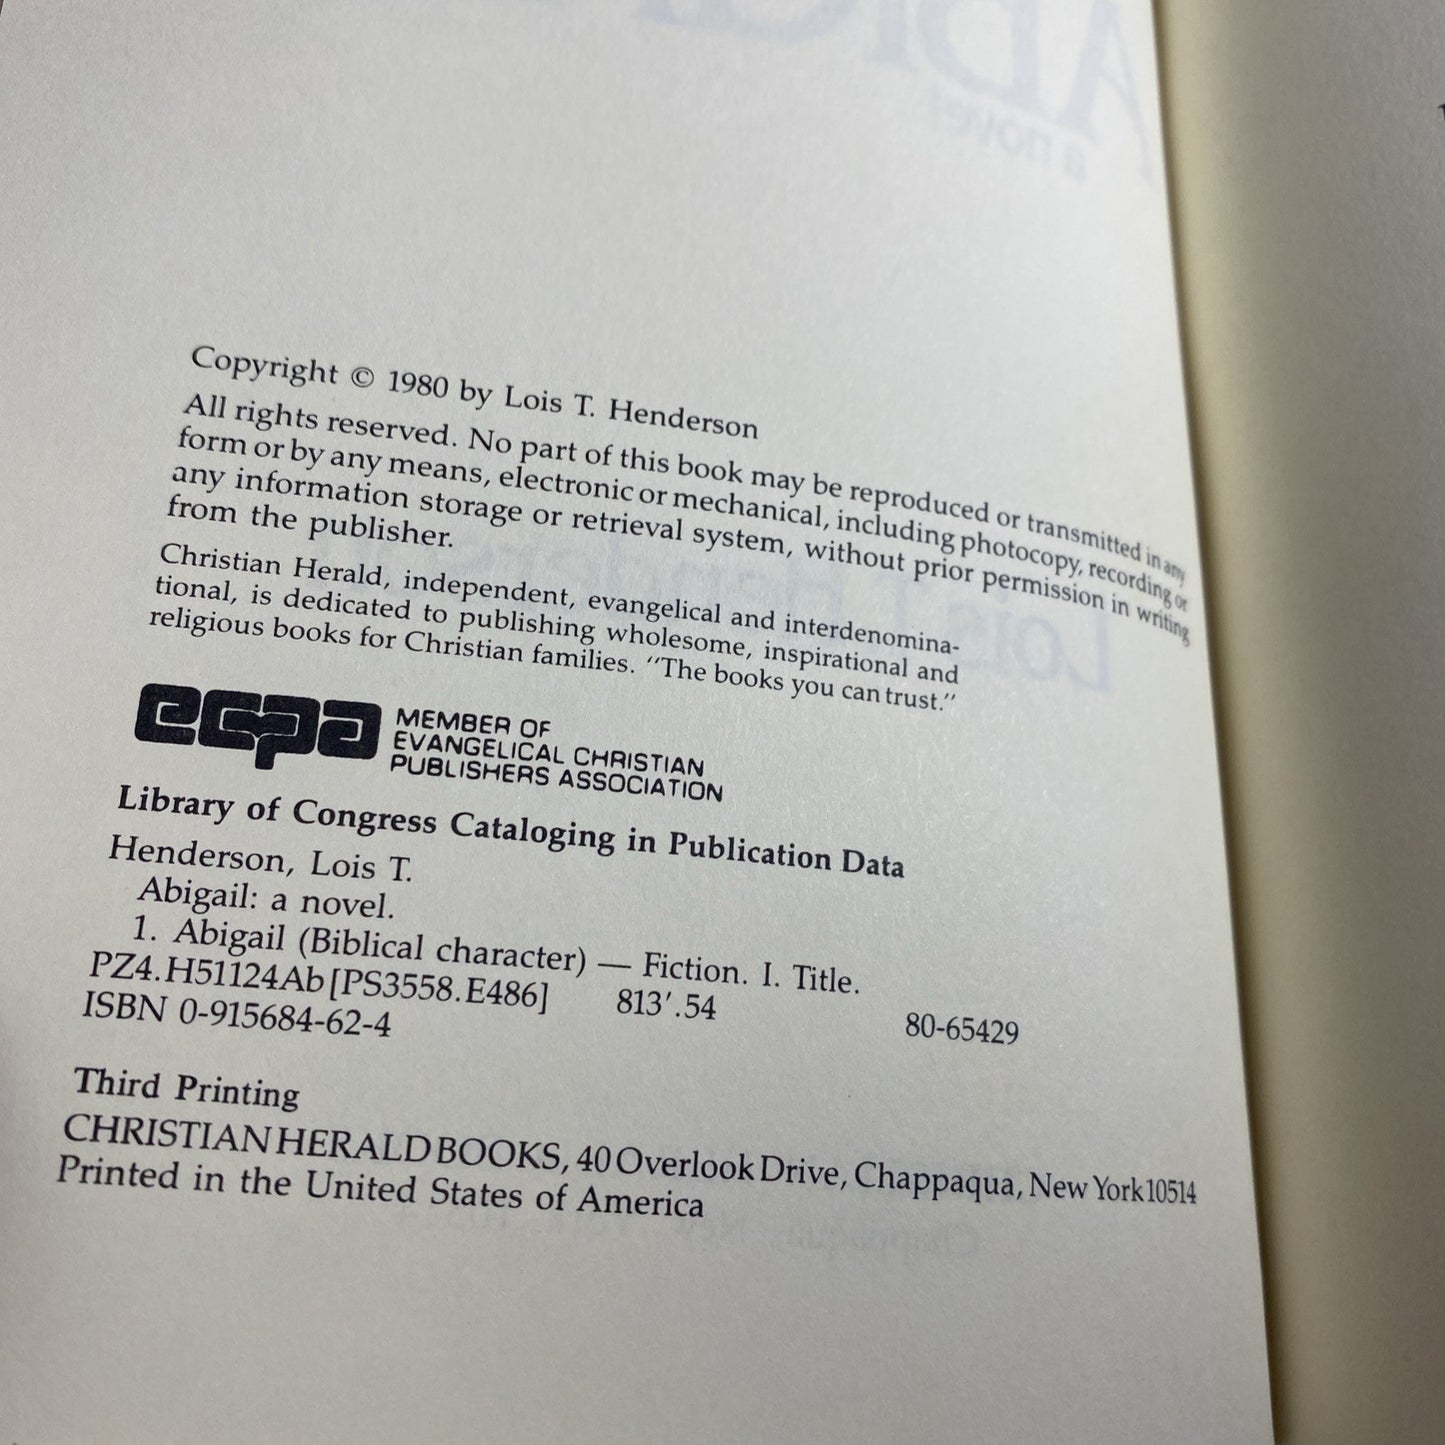 Copyright © 1980 by Lois T. Henderson
All rights reserved. No part of this book may be reproduced or transmitted in any
form or by any means, electronic or mechanical, including photocopy, recording or
any information storage or retrieval system, without prior permission in writing
from the publisher.
Christian Herald, independent, evangelical and interdenomina-
tional, is dedicated to publishing wholesome, inspirational and
religious books for Christian families. "The books you can trust."
ecpa
MEMBER OF
EVANGELICAL CHRISTIAN
PUBLISHERS ASSOCIATION
Library of Congress Cataloging in Publication Data
Henderson, Lois T.
Abigail: a novel.
1. Abigail (Biblical character) — Fiction. I. Title.
PZ4.H51124Ab [PS3558.E486] 813'.54 80-65429
ISBN 0-915684-62-4
Third Printing
CHRISTIAN HERALD BOOKS, 40 Overlook Drive, Chappaqua, New York 10514
Printed in the United States of America